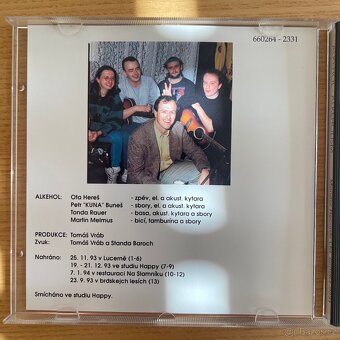 660264 - 2331
ALKEHOL: Ota Hereš - zpěv, el. a akust. kytara
Petr "KUNA" Buneš - sbory, el. a akust. kytara
Tonda Rauer - basa, akust. kytara a sbory
Martin Melmus - bicí, tamburína a sbory
PRODUKCE: Tomáš Vráb
Zvuk: Tomáš Vráb a Standa Baroch
Nahráno: 25. 11. 93 v Lucerně (1-6)
19. - 21. 12. 93 ve studiu Happy (7-9)
7. 1. 94 v restauraci Na Slamníku (10-12)
23. 9. 93 v brdskejch lesích (13)
Smícháno ve studiu Happy.